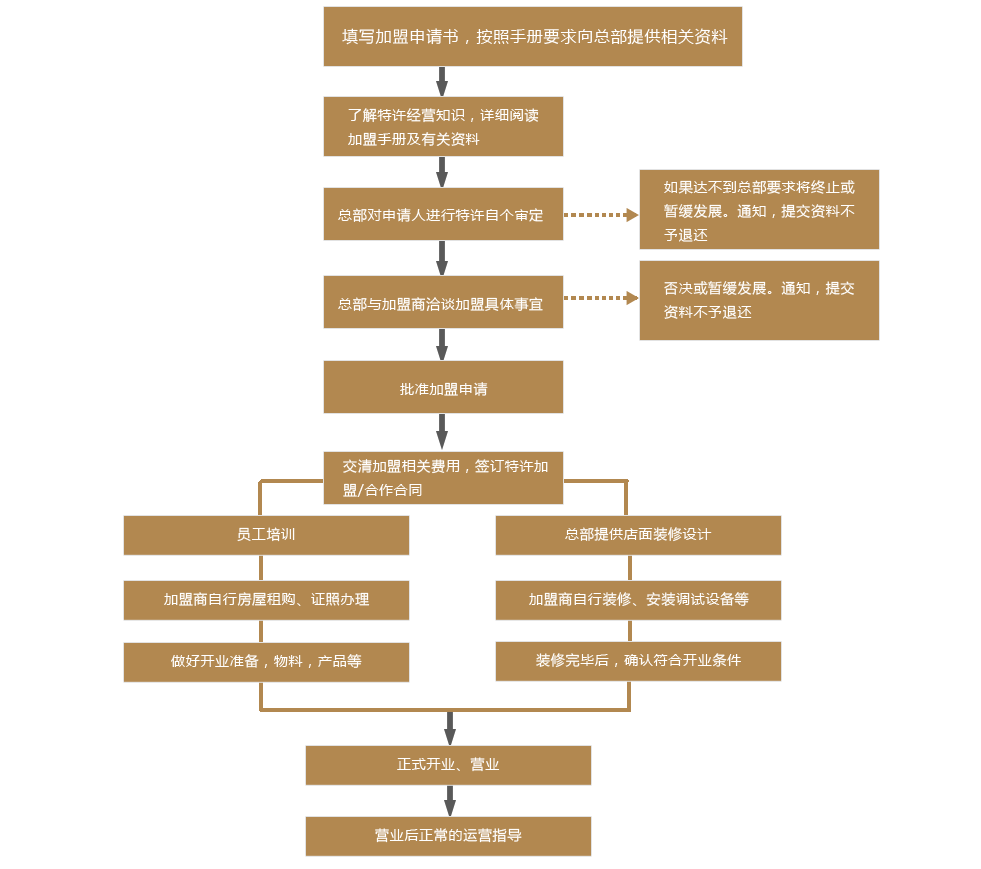 填写加盟申请书，按照手册要求向总部提供相关资料
了解特许经营知识，详细阅读
加盟手册及有关资料
总部对申请人进行特许自个审定
如果达不到总部要求将终止或
暂缓发展。通知，提交资料不
予退还
总部与加盟商洽谈加盟具体事宜
否决或暂缓发展。通知，提交
资料不予退还
批准加盟申请
交清加盟相关费用，签订特许加
盟/合作合同
员工培训
总部提供店面装修设计
加盟商自行房屋租购、证照办理
加盟商自行装修、安装调试设备等
做好开业准备，物料，产品等
装修完毕后，确认符合开业条件
正式开业、营业
营业后正常的运营指导